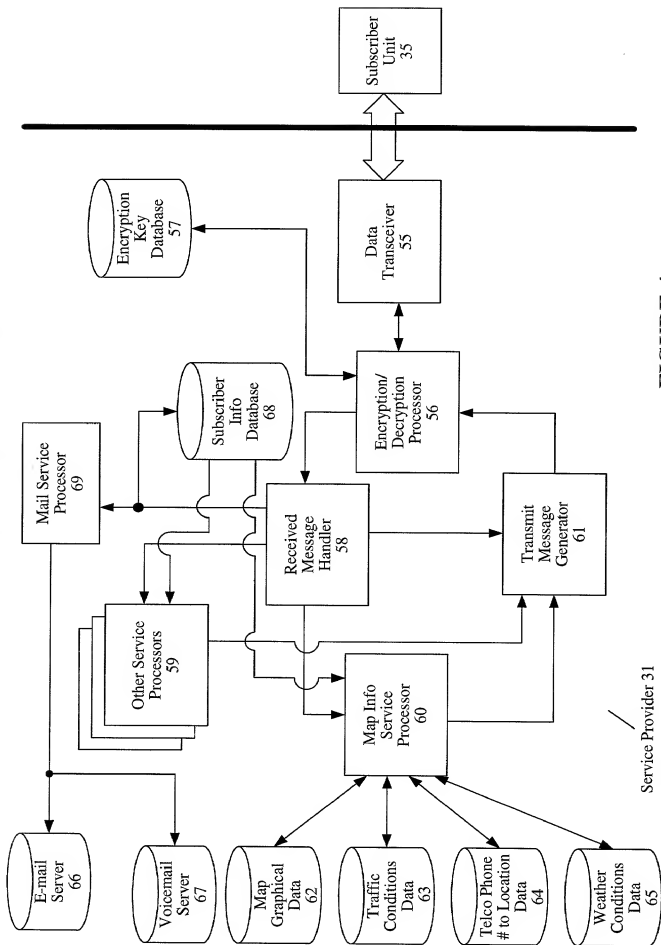 E-mail
Server
66
Voicemail
Server
67
Map
Graphical
Data
62
Traffic
Conditions
Data
63
Telco Phone
# to Location
Data
64
Weather
Conditions
Data
65
Mail Service
Processor
69
Other Service
Processors
59
Map Info
Service
Processor
60
Subscriber
Info
Database
68
Received
Message
Handler
58
Transmit
Message
Generator
61
Encryption
Key
Database
57
Encryption/
Decryption
Processor
56
Data
Transceiver
55
Subscriber
Unit
35
Service Provider 31